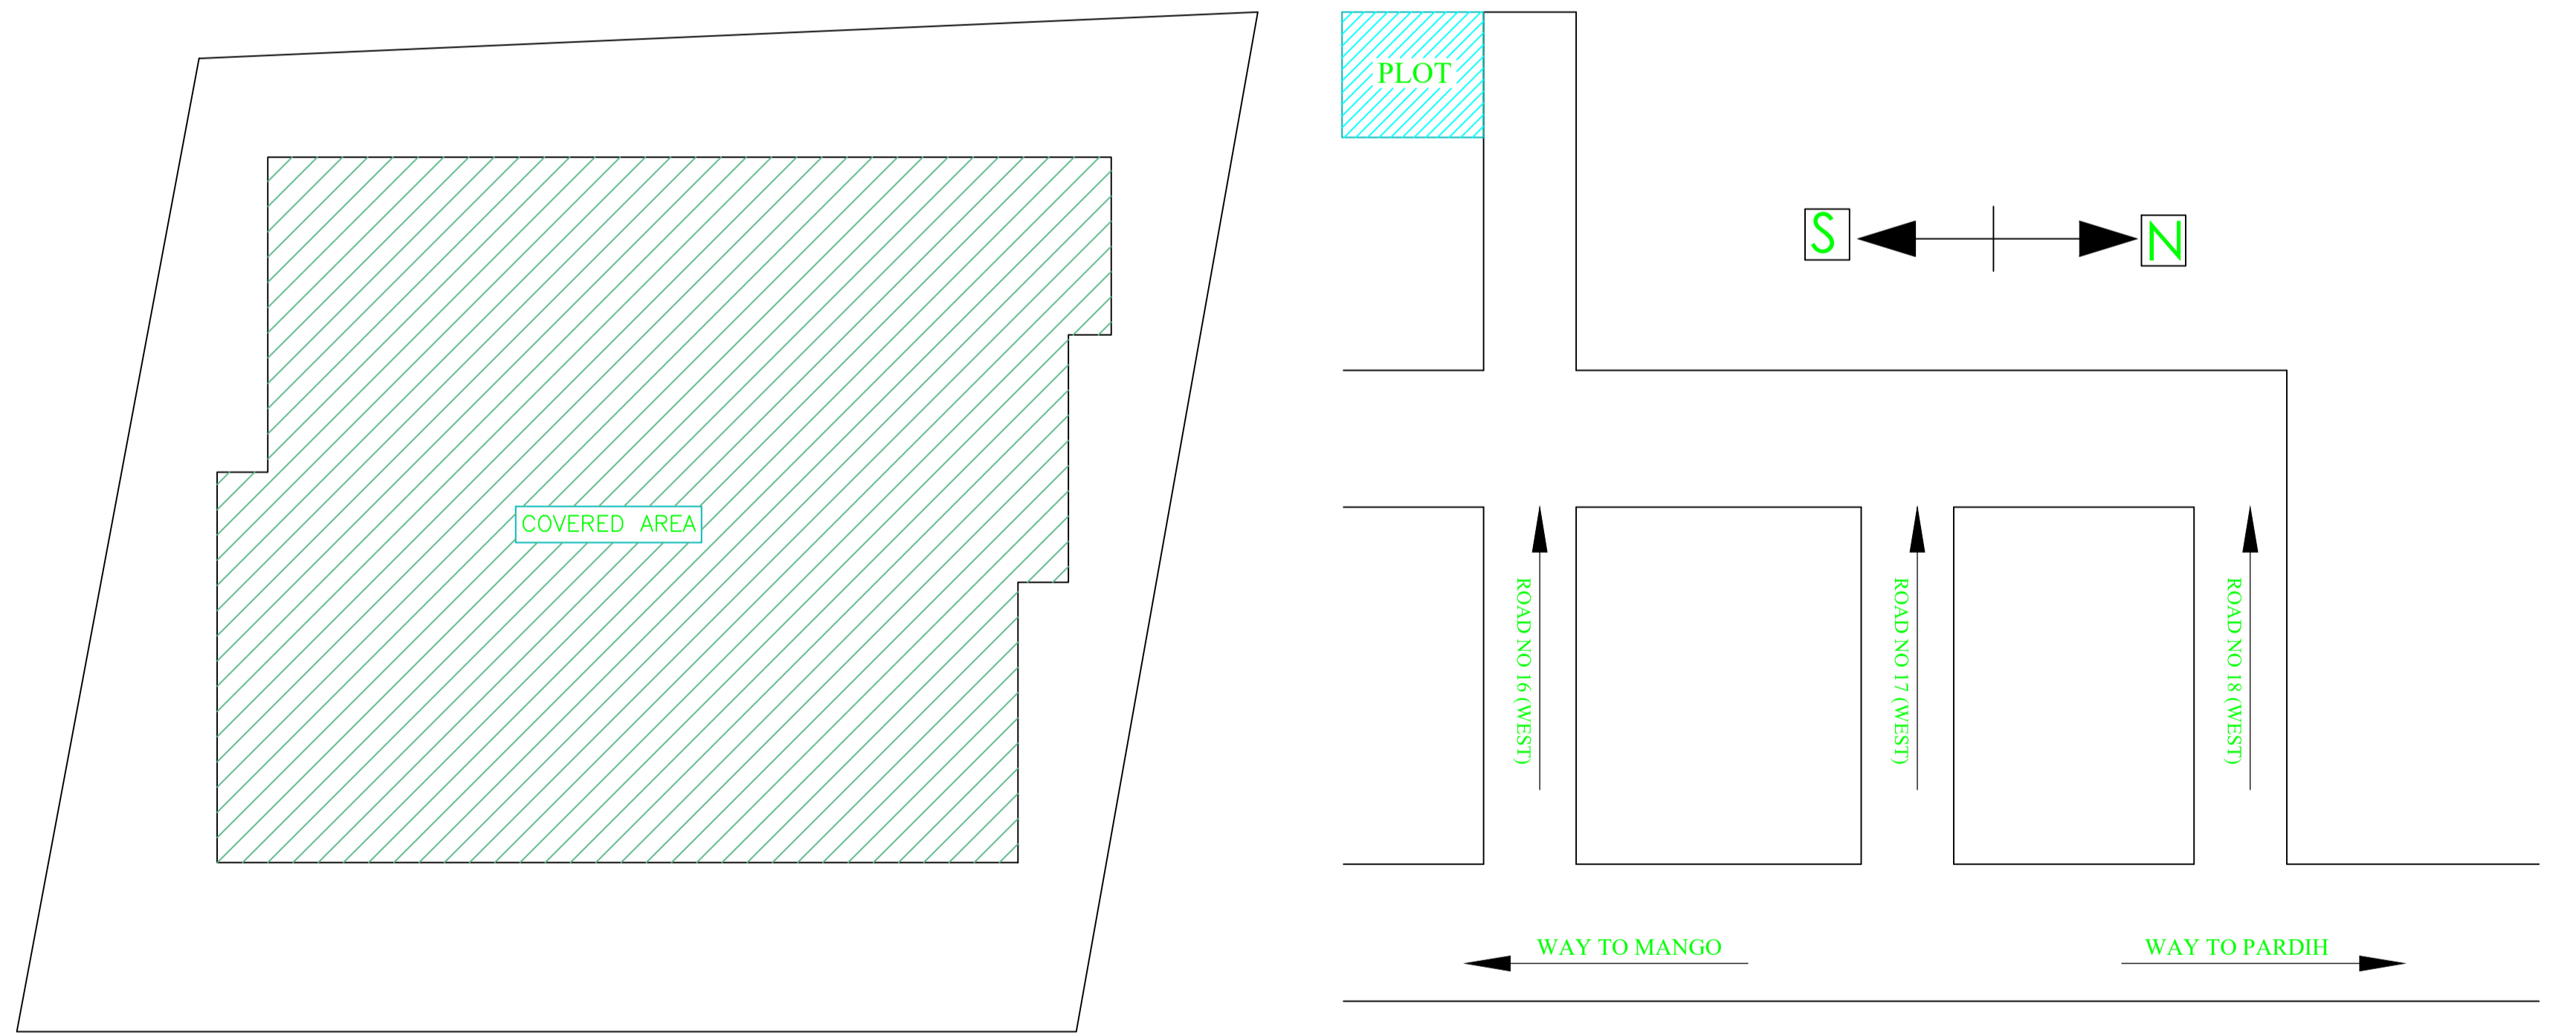 PLOT
S
N
COVERED AREA
ROAD NO 16 (WEST)
ROAD NO 17 (WEST)
ROAD NO 18 (WEST)
WAY TO MANGO
WAY TO PARDIH